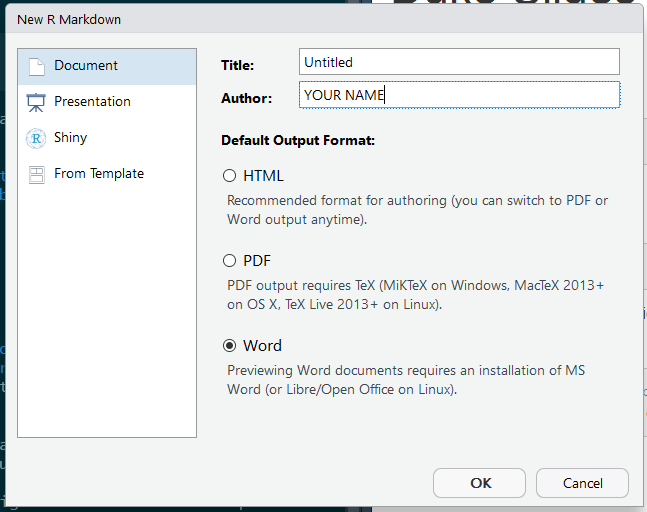 New R Markdown
Document
Presentation
Shiny
From Template
Title: Untitled
Author: YOUR NAME
Default Output Format:
HTML
Recommended format for authoring (you can switch to PDF or
Word output anytime).
PDF
PDF output requires TeX (MiKTeX on Windows, MacTeX 2013+
on OS X, TeX Live 2013+ on Linux).
Word
Previewing Word documents requires an installation of MS
Word (or Libre/Open Office on Linux).
OK Cancel